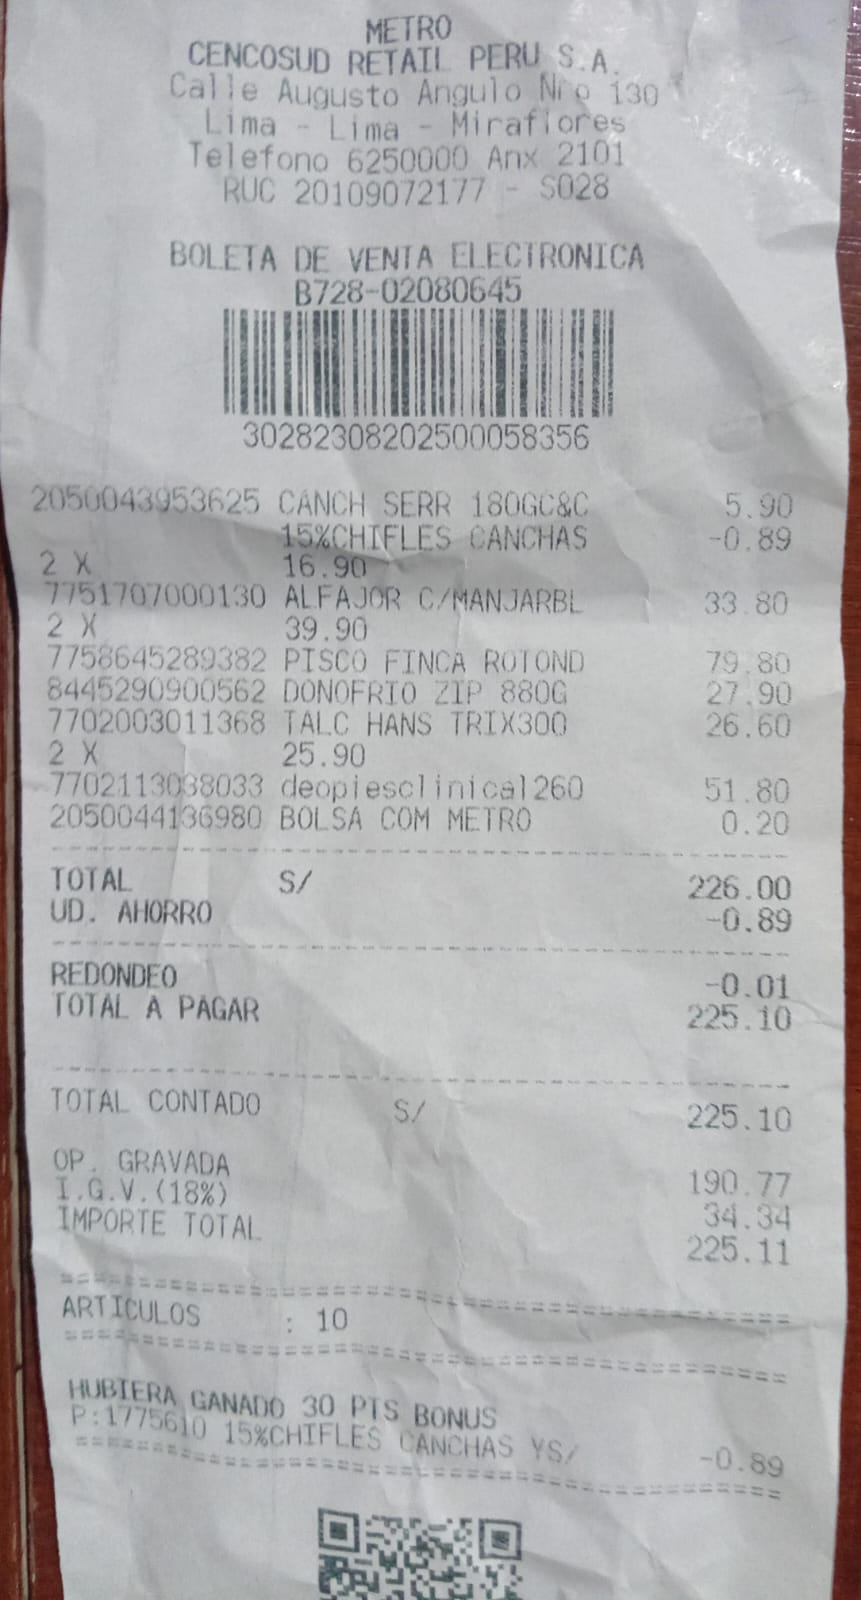 METRO
CENCOSUD RETAIL PERU S.A.
Calle Augusto Angulo Nro 130
Lima - Lima - Miraflores
Telefono 6250000 Anx 2101
RUC 20109072177 - S028
BOLETA DE VENTA ELECTRONICA
B728-02080645
30282308202500058356
2050043953625 CANCH SERR 180GC&C 5.90
15%CHIFLES CANCHAS -0.89
2 X 16.90
7751707000130 ALFAJOR C/MANJARBL 33.80
2 X 39.90
7758645289382 PISCO FINCA ROTOND 79.80
8445290900562 DONOFRIO ZIP 880G 27.90
7702003011368 TALC HANS TRIX300 26.60
2 X 25.90
7702113038033 deopiesclinical260 51.80
2050044136980 BOLSA COM METRO 0.20
TOTAL S/ 226.00
UD. AHORRO -0.89
REDONDEO -0.01
TOTAL A PAGAR 225.10
TOTAL CONTADO S/ 225.10
OP. GRAVADA 190.77
I.G.V.(18%) 34.34
IMPORTE TOTAL 225.11
ARTICULOS : 10
HUBIERA GANADO 30 PTS BONUS
P:1775610 15%CHIFLES CANCHAS YS/ -0.89